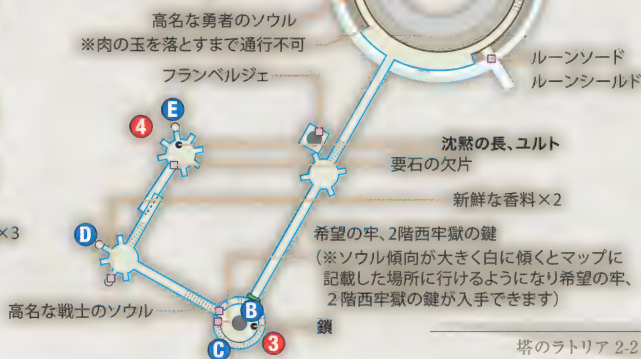 高名な勇者のソウル
※肉の玉を落とすまで通行不可
ルーンソード
ルーンシールド
フランベルジェ
E
4
沈黙の長、ユルト
要石の欠片
新鮮な香料×2
×3
D
希望の牢、2階西牢獄の鍵
(※ソウル傾向が大きく白に傾くとマップに
記載した場所に行けるようになり希望の牢、
2階西牢獄の鍵が入手できます)
高名な戦士のソウル
B
鎖
3
C
塔のラトリア 2-2